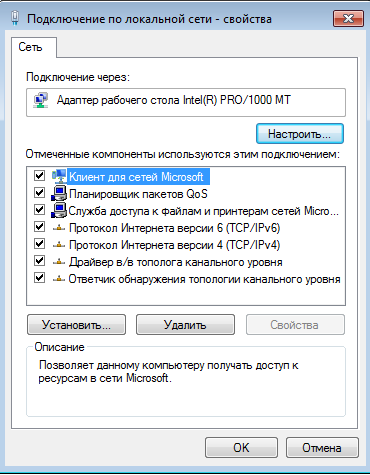 Подключение по локальной сети - свойства
Сеть
Подключение через:
Адаптер рабочего стола Intel(R) PRO/1000 MT
Настроить...
Отмеченные компоненты используются этим подключением:
Клиент для сетей Microsoft
Планировщик пакетов QoS
Служба доступа к файлам и принтерам сетей Micro...
Протокол Интернета версии 6 (TCP/IPv6)
Протокол Интернета версии 4 (TCP/IPv4)
Драйвер в/в тополога канального уровня
Ответчик обнаружения топологии канального уровня
Установить... Удалить Свойства
Описание
Позволяет данному компьютеру получать доступ к
ресурсам в сети Microsoft.
OK Отмена